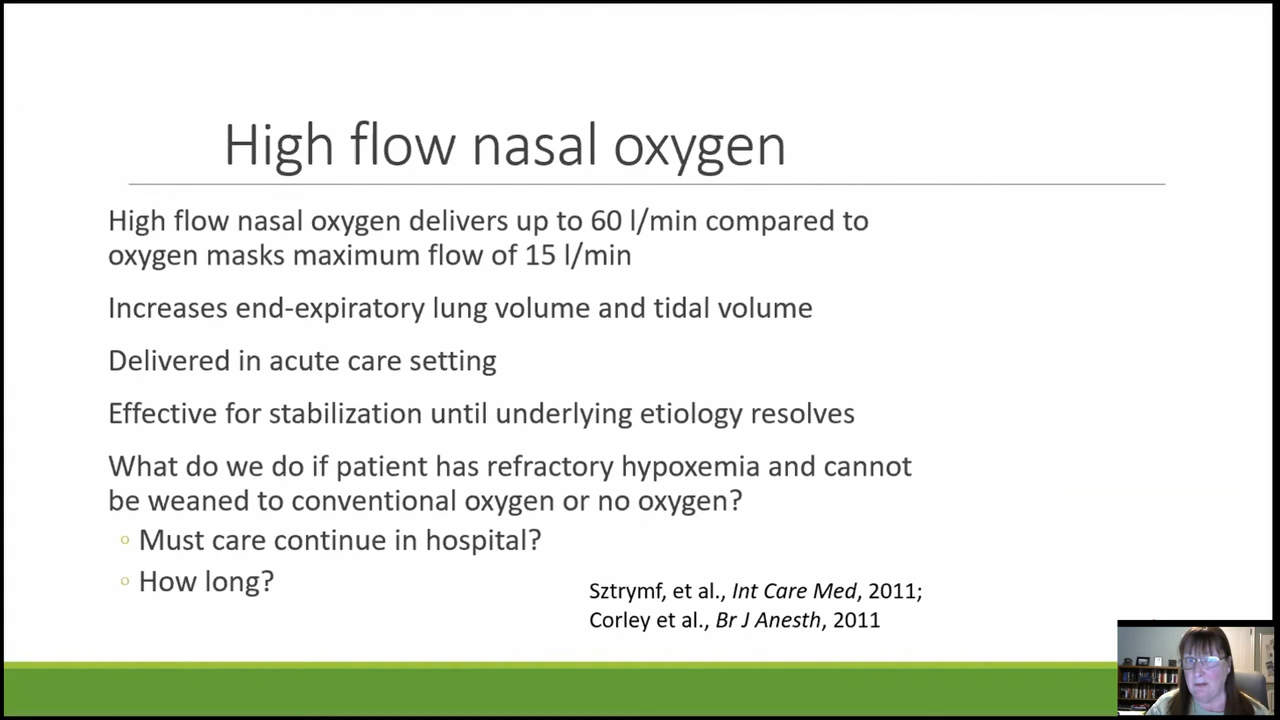 High flow nasal oxygen
High flow nasal oxygen delivers up to 60 l/min compared to
oxygen masks maximum flow of 15 l/min
Increases end-expiratory lung volume and tidal volume
Delivered in acute care setting
Effective for stabilization until underlying etiology resolves
What do we do if patient has refractory hypoxemia and cannot
be weaned to conventional oxygen or no oxygen?
◦ Must care continue in hospital?
◦ How long?
Sztrymf, et al., Int Care Med, 2011;
Corley et al., Br J Anesth, 2011